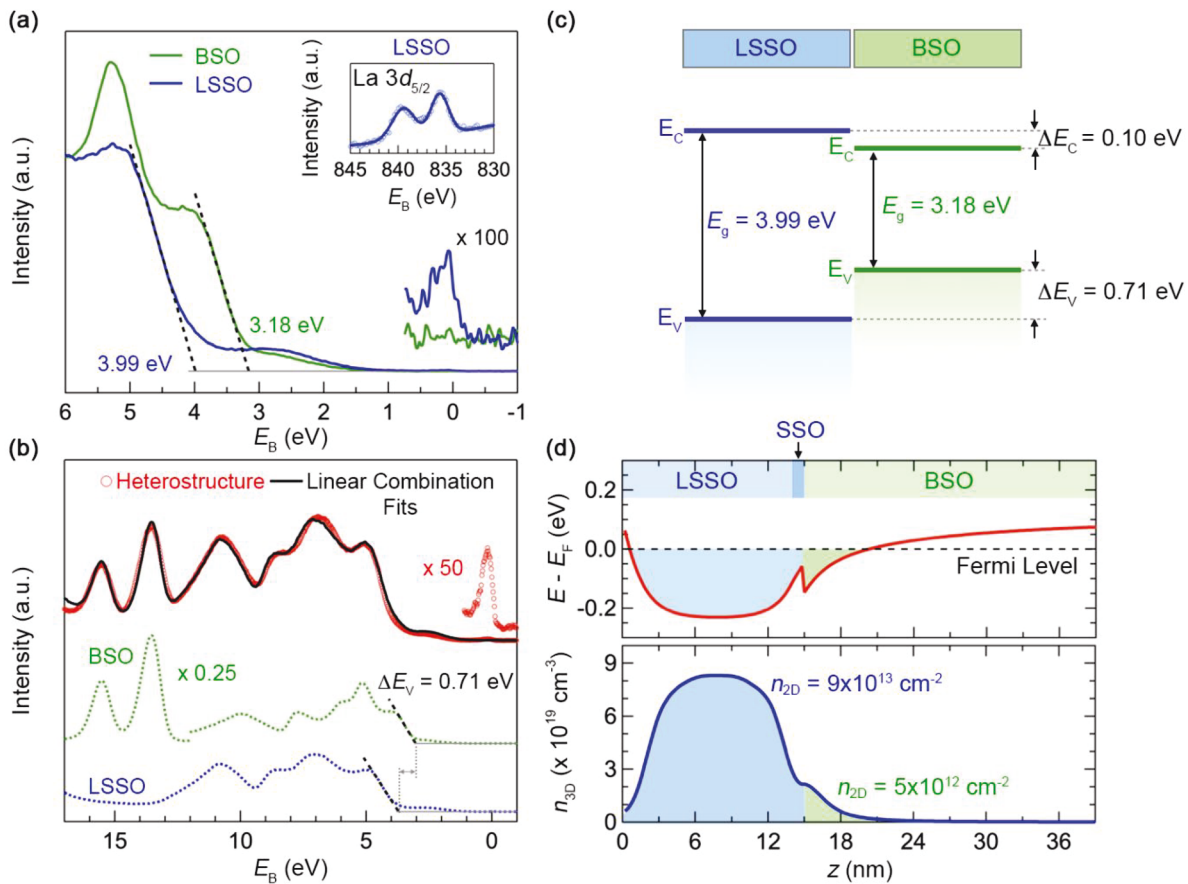 (a)
BSO
LSSO
LSSO
La 3d5/2
Intensity (a.u.)
845 840 835 830
EB (eV)
x 100
3.18 eV
3.99 eV
Intensity (a.u.)
6 5 4 3 2 1 0 -1
EB (eV)
(b)
Heterostructure
Linear Combination
Fits
x 50
BSO
x 0.25
ΔEV = 0.71 eV
LSSO
Intensity (a.u.)
15 10 5 0
EB (eV)
(c)
LSSO BSO
EC
EC
ΔEC = 0.10 eV
Eg = 3.99 eV
Eg = 3.18 eV
EV
EV
ΔEV = 0.71 eV
(d)
SSO
LSSO
BSO
E - EF (eV)
0.2
0.0
-0.2
Fermi Level
n3D (x 10^19 cm^-3)
9
6
3
0
n2D = 9x10^13 cm^-2
n2D = 5x10^12 cm^-2
0 6 12 18 24 30 36
z (nm)